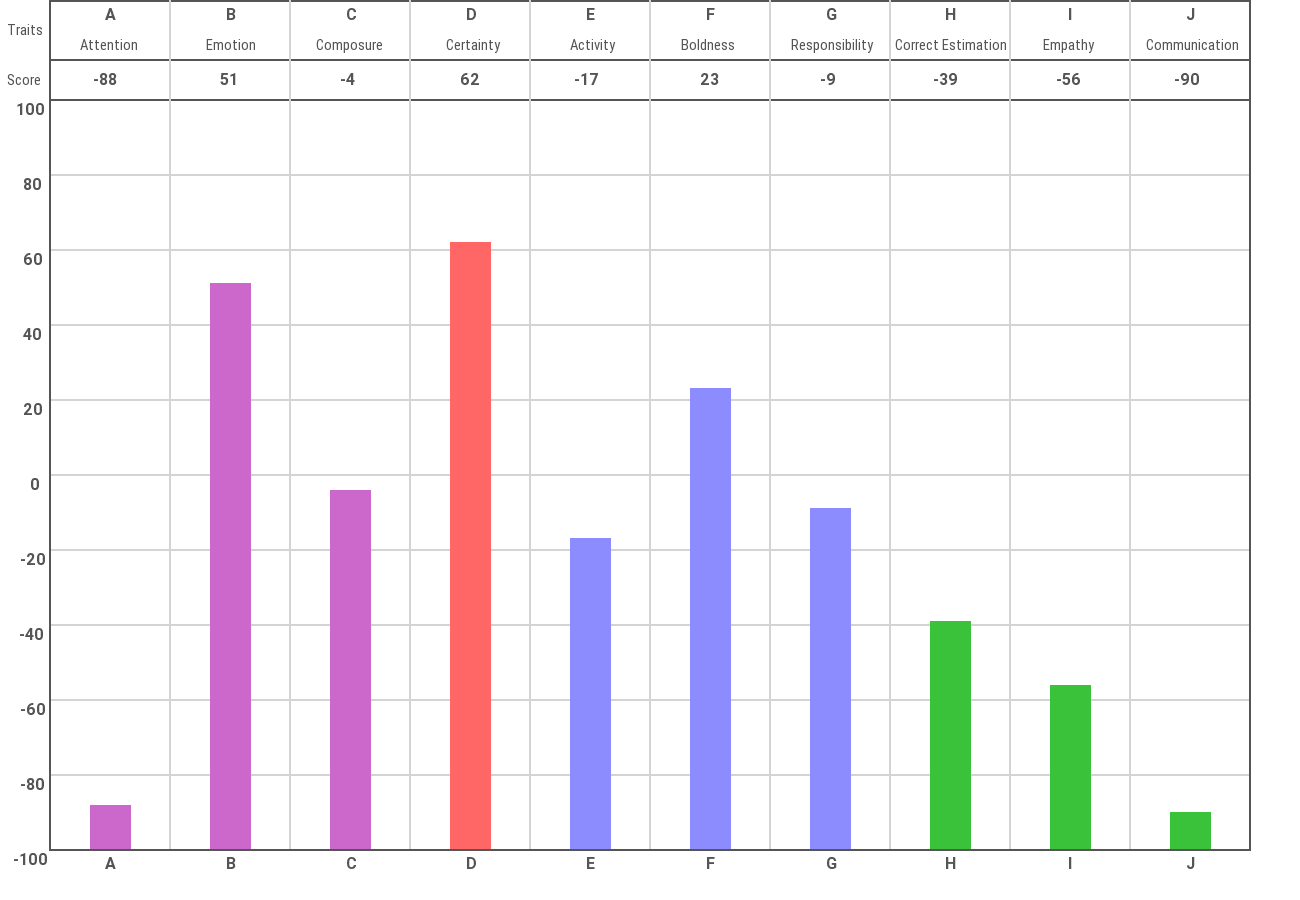 Traits A B C D E F G H I J
Attention Emotion Composure Certainty Activity Boldness Responsibility Correct Estimation Empathy Communication
Score -88 51 -4 62 -17 23 -9 -39 -56 -90
100
80
60
40
20
0
-20
-40
-60
-80
-100
A B C D E F G H I J